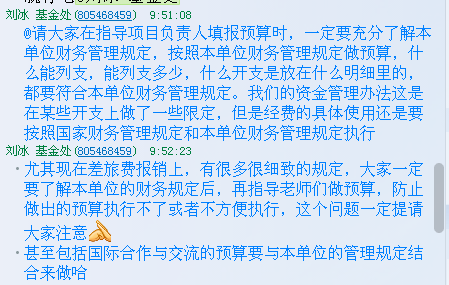 刘冰 基金处(805468459) 9:51:08
@请大家在指导项目负责人填报预算时，一定要充分了解本
单位财务管理规定，按照本单位财务管理规定做预算，什
么能列支，能列支多少，什么开支是放在什么明细里的，
都要符合本单位财务管理规定。我们的资金管理办法这是
在某些开支上做了一些限定，但是经费的具体使用还是要
按照国家财务管理规定和本单位财务管理规定执行
刘冰 基金处(805468459) 9:52:23
尤其现在差旅费报销上，有很多很细致的规定，大家一定
要了解本单位的财务规定后，再指导老师们做预算，防止
做出的预算执行不了或者不方便执行，这个问题一定提请
大家注意
甚至包括国际合作与交流的预算要与本单位的管理规定结
合来做哈